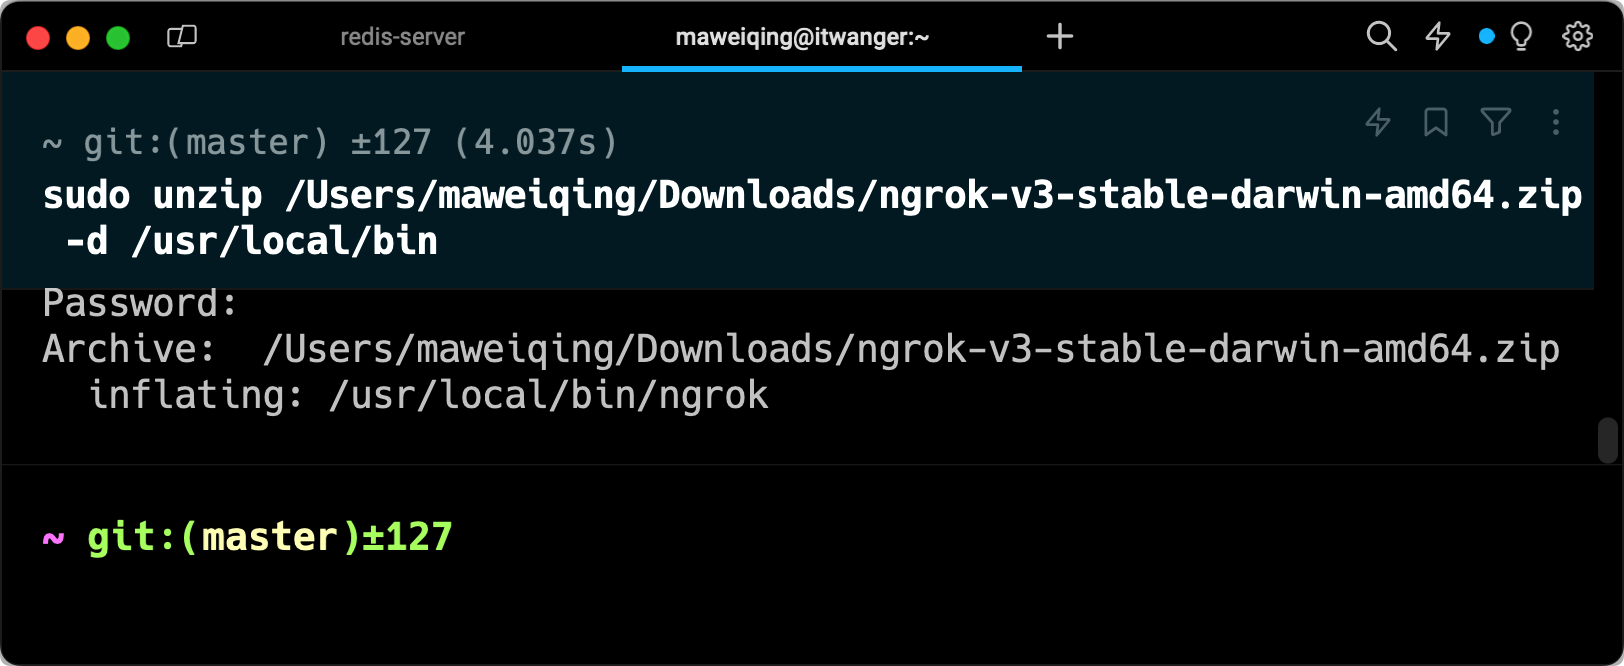 redis-server
maweiqing@itwanger:~
~ git:(master) ±127 (4.037s)
sudo unzip /Users/maweiqing/Downloads/ngrok-v3-stable-darwin-amd64.zip
 -d /usr/local/bin
Password:
Archive:  /Users/maweiqing/Downloads/ngrok-v3-stable-darwin-amd64.zip
  inflating: /usr/local/bin/ngrok
~ git:(master)±127